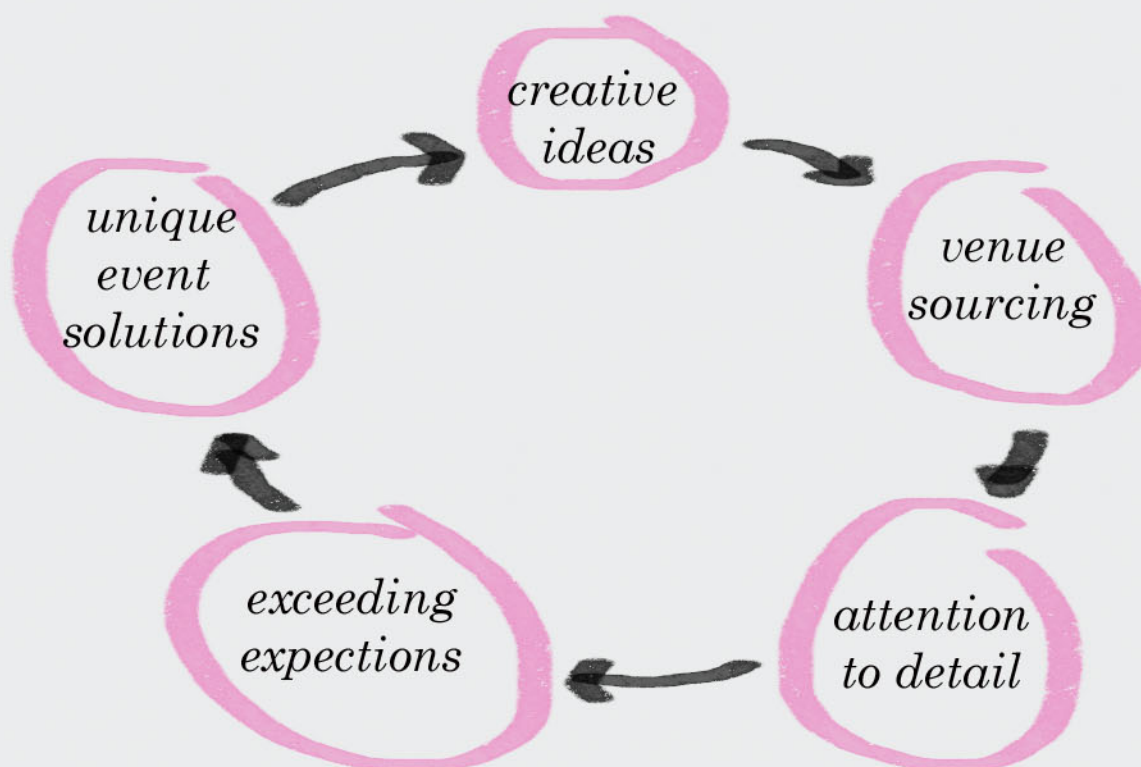 creative
ideas
venue
sourcing
attention
to detail
exceeding
expections
unique
event
solutions